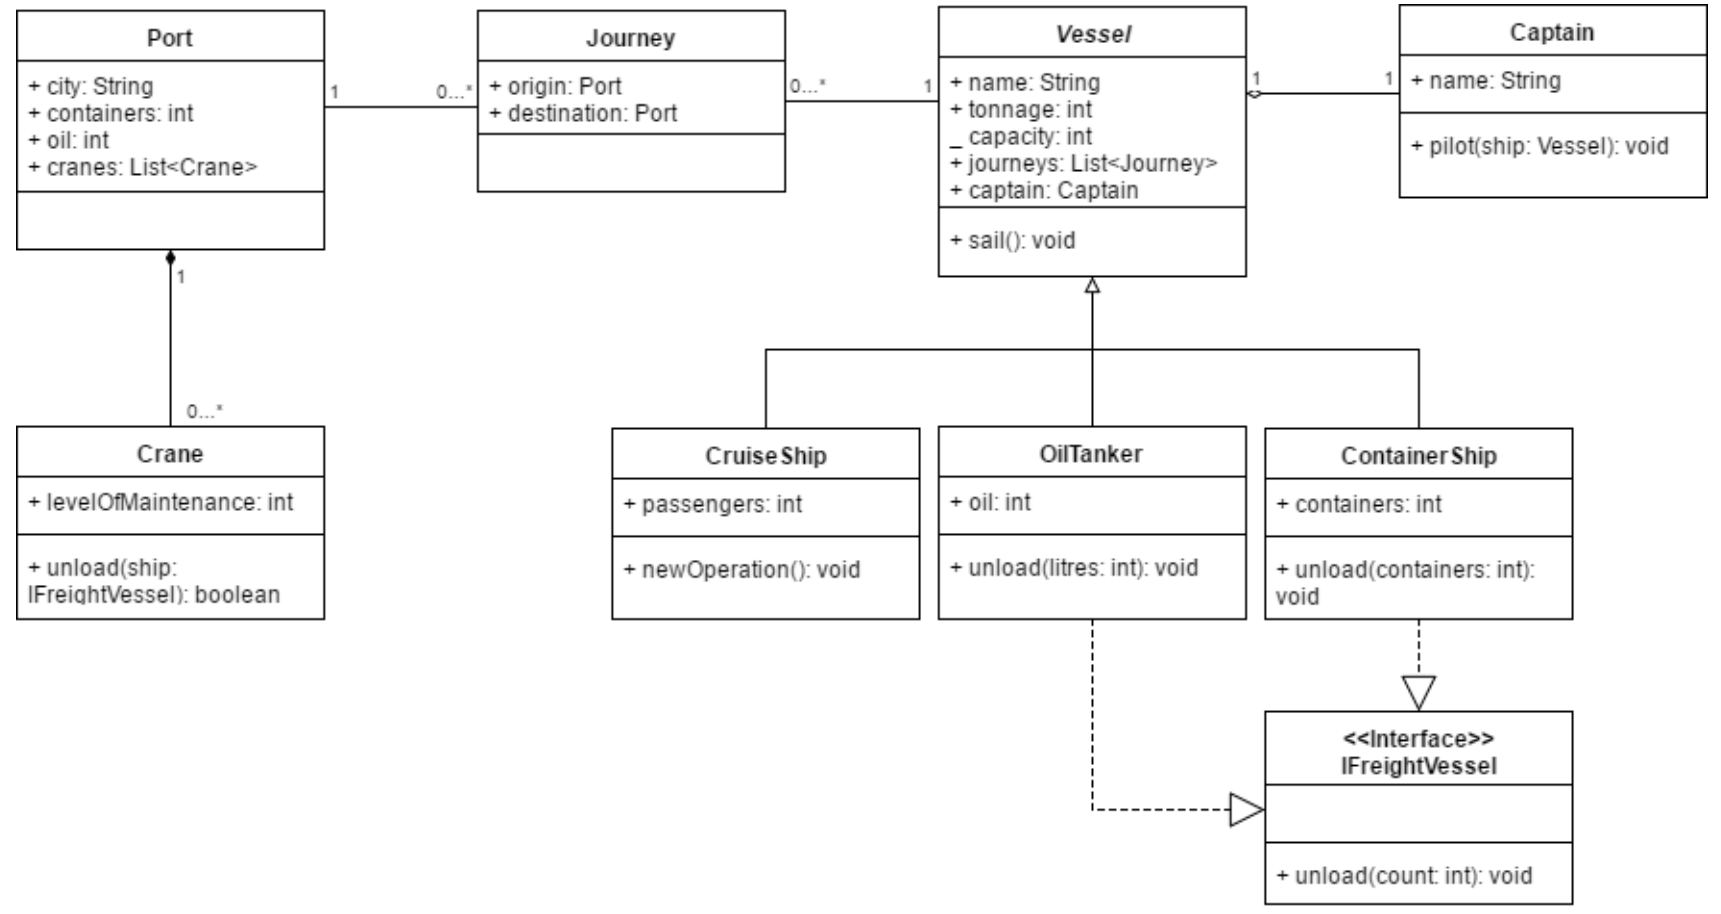 Port
+ city: String
+ containers: int
+ oil: int
+ cranes: List<Crane>
1
0...*
Journey
+ origin: Port
+ destination: Port
0...*
1
Vessel
+ name: String
+ tonnage: int
_ capacity: int
+ journeys: List<Journey>
+ captain: Captain
+ sail(): void
1
1
Captain
+ name: String
+ pilot(ship: Vessel): void
1
0...*
Crane
+ levelOfMaintenance: int
+ unload(ship:
IFreightVessel): boolean
CruiseShip
+ passengers: int
+ newOperation(): void
OilTanker
+ oil: int
+ unload(litres: int): void
ContainerShip
+ containers: int
+ unload(containers: int):
void
<<Interface>>
IFreightVessel
+ unload(count: int): void